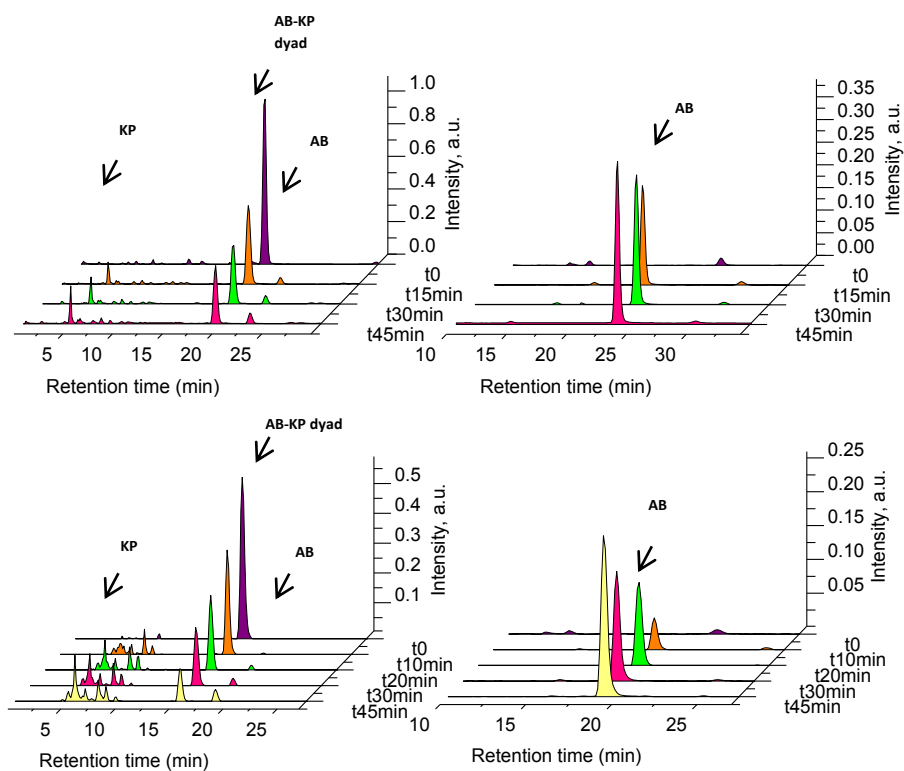 AB-KP
dyad
KP
AB
1.0
0.8
0.6
0.4
0.2
0.0
Intensity, a.u.
t0
t15min
t30min
t45min
5 10 15 20 25
Retention time (min)
AB
0.35
0.30
0.25
0.20
0.15
0.10
0.05
0.00
Intensity, a.u.
t0
t15min
t30min
t45min
10 15 20 25 30
Retention time (min)
AB-KP dyad
KP
AB
0.5
0.4
0.3
0.2
0.1
Intensity, a.u.
t0
t10min
t20min
t30min
t45min
5 10 15 20 25
Retention time (min)
AB
0.25
0.20
0.15
0.10
0.05
Intensity, a.u.
t0
t10min
t20min
t30min
t45min
10 15 20 25
Retention time (min)